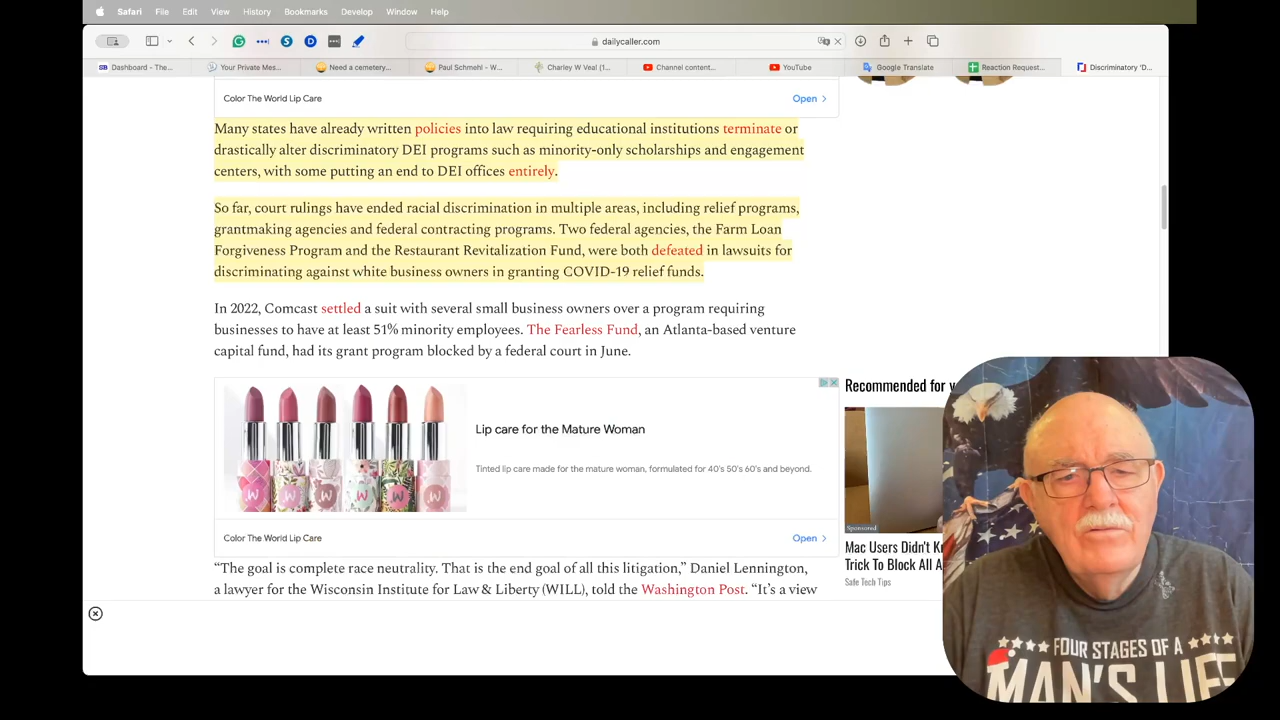 Safari File Edit View History Bookmarks Develop Window Help
dailycaller.com
Dashboard - The... Your Private Mes... Need a cemetery... Paul Schmehl - W... Charley W Veal (1... Channel content... YouTube Google Translate Reaction Request... Discriminatory 'D...
Color The World Lip Care Open
Many states have already written policies into law requiring educational institutions terminate or
drastically alter discriminatory DEI programs such as minority-only scholarships and engagement
centers, with some putting an end to DEI offices entirely.
So far, court rulings have ended racial discrimination in multiple areas, including relief programs,
grantmaking agencies and federal contracting programs. Two federal agencies, the Farm Loan
Forgiveness Program and the Restaurant Revitalization Fund, were both defeated in lawsuits for
discriminating against white business owners in granting COVID-19 relief funds.
In 2022, Comcast settled a suit with several small business owners over a program requiring
businesses to have at least 51% minority employees. The Fearless Fund, an Atlanta-based venture
capital fund, had its grant program blocked by a federal court in June.
Lip care for the Mature Woman
Tinted lip care made for the mature woman, formulated for 40's 50's 60's and beyond.
Color The World Lip Care Open
"The goal is complete race neutrality. That is the end goal of all this litigation," Daniel Lennington,
a lawyer for the Wisconsin Institute for Law & Liberty (WILL), told the Washington Post. "It's a view
Recommended for
Sponsored
Mac Users Didn't
Trick To Block All
Safe Tech Tips
FOUR STAGES OF A
MAN'S LIFE